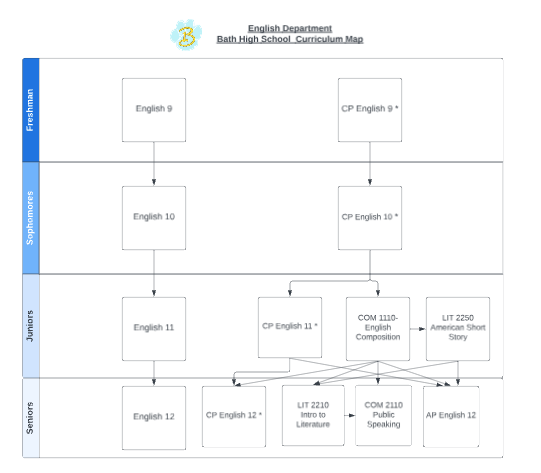 English Department
Bath High School Curriculum Map
B
Freshman
English 9
CP English 9 *
Sophomores
English 10
CP English 10 *
Juniors
English 11
CP English 11 *
COM 1110-
English
Composition
LIT 2250
American Short
Story
Seniors
English 12
CP English 12 *
LIT 2210
Intro to
Literature
COM 2110
Public
Speaking
AP English 12